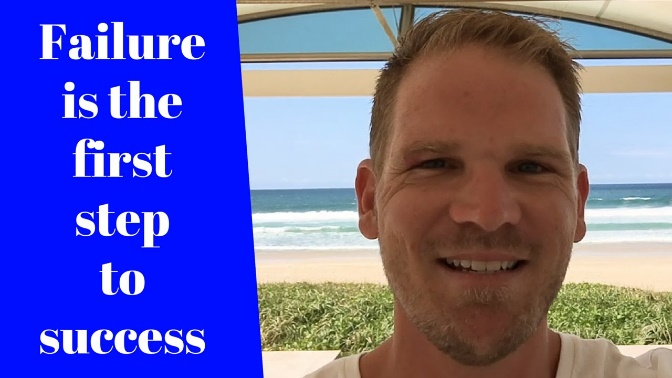 Failure
is the
first
step
to
success